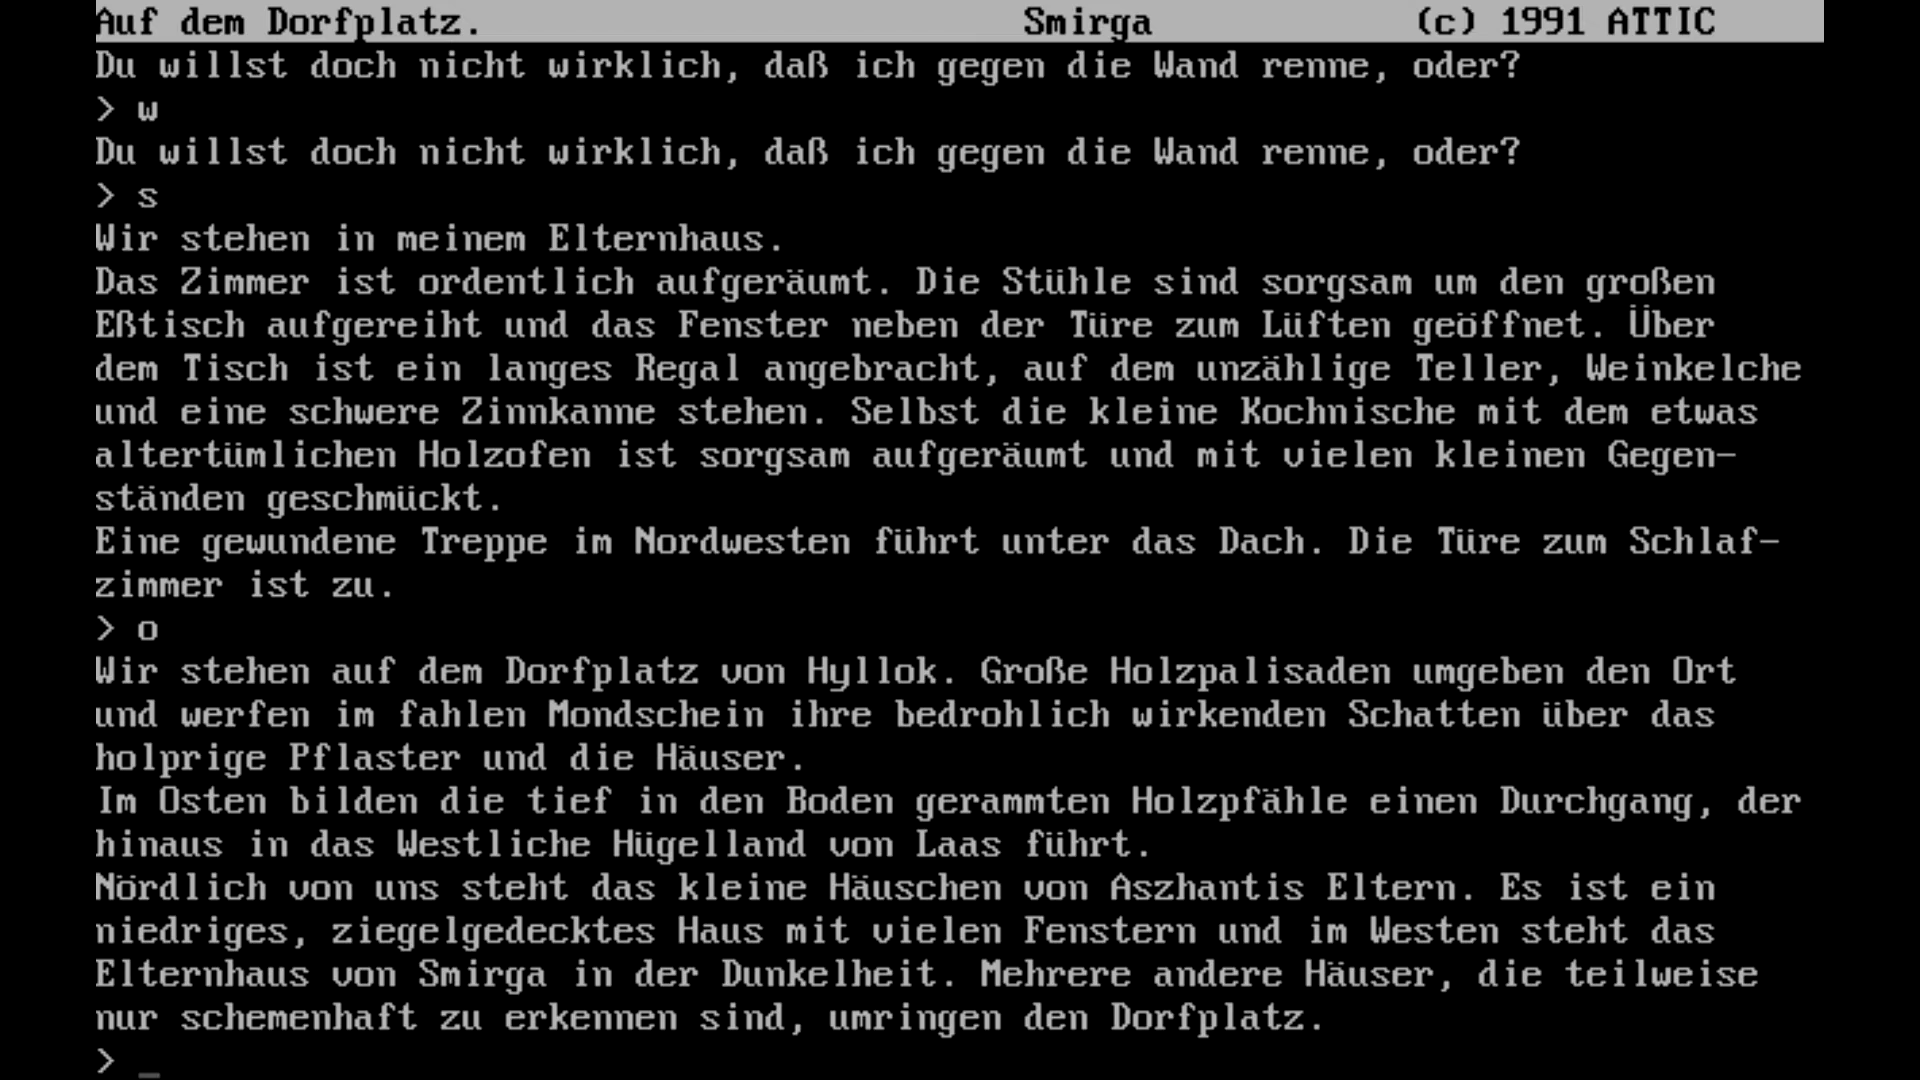 Auf dem Dorfplatz. Smirga (c) 1991 ATTIC
Du willst doch nicht wirklich, daß ich gegen die Wand renne, oder?
> w
Du willst doch nicht wirklich, daß ich gegen die Wand renne, oder?
> s
Wir stehen in meinem Elternhaus.
Das Zimmer ist ordentlich aufgeräumt. Die Stühle sind sorgsam um den großen
Eßtisch aufgereiht und das Fenster neben der Türe zum Lüften geöffnet. Über
dem Tisch ist ein langes Regal angebracht, auf dem unzählige Teller, Weinkelche
und eine schwere Zinnkanne stehen. Selbst die kleine Kochnische mit dem etwas
altertümlichen Holzofen ist sorgsam aufgeräumt und mit vielen kleinen Gegen-
ständen geschmückt.
Eine gewundene Treppe im Nordwesten führt unter das Dach. Die Türe zum Schlaf-
zimmer ist zu.
> o
Wir stehen auf dem Dorfplatz von Hyllok. Große Holzpalisaden umgeben den Ort
und werfen im fahlen Mondschein ihre bedrohlich wirkenden Schatten über das
holprige Pflaster und die Häuser.
Im Osten bilden die tief in den Boden gerammten Holzpfähle einen Durchgang, der
hinaus in das Westliche Hügelland von Laas führt.
Nördlich von uns steht das kleine Häuschen von Aszhantis Eltern. Es ist ein
niedriges, ziegelgedecktes Haus mit vielen Fenstern und im Westen steht das
Elternhaus von Smirga in der Dunkelheit. Mehrere andere Häuser, die teilweise
nur schemenhaft zu erkennen sind, umringen den Dorfplatz.
> _